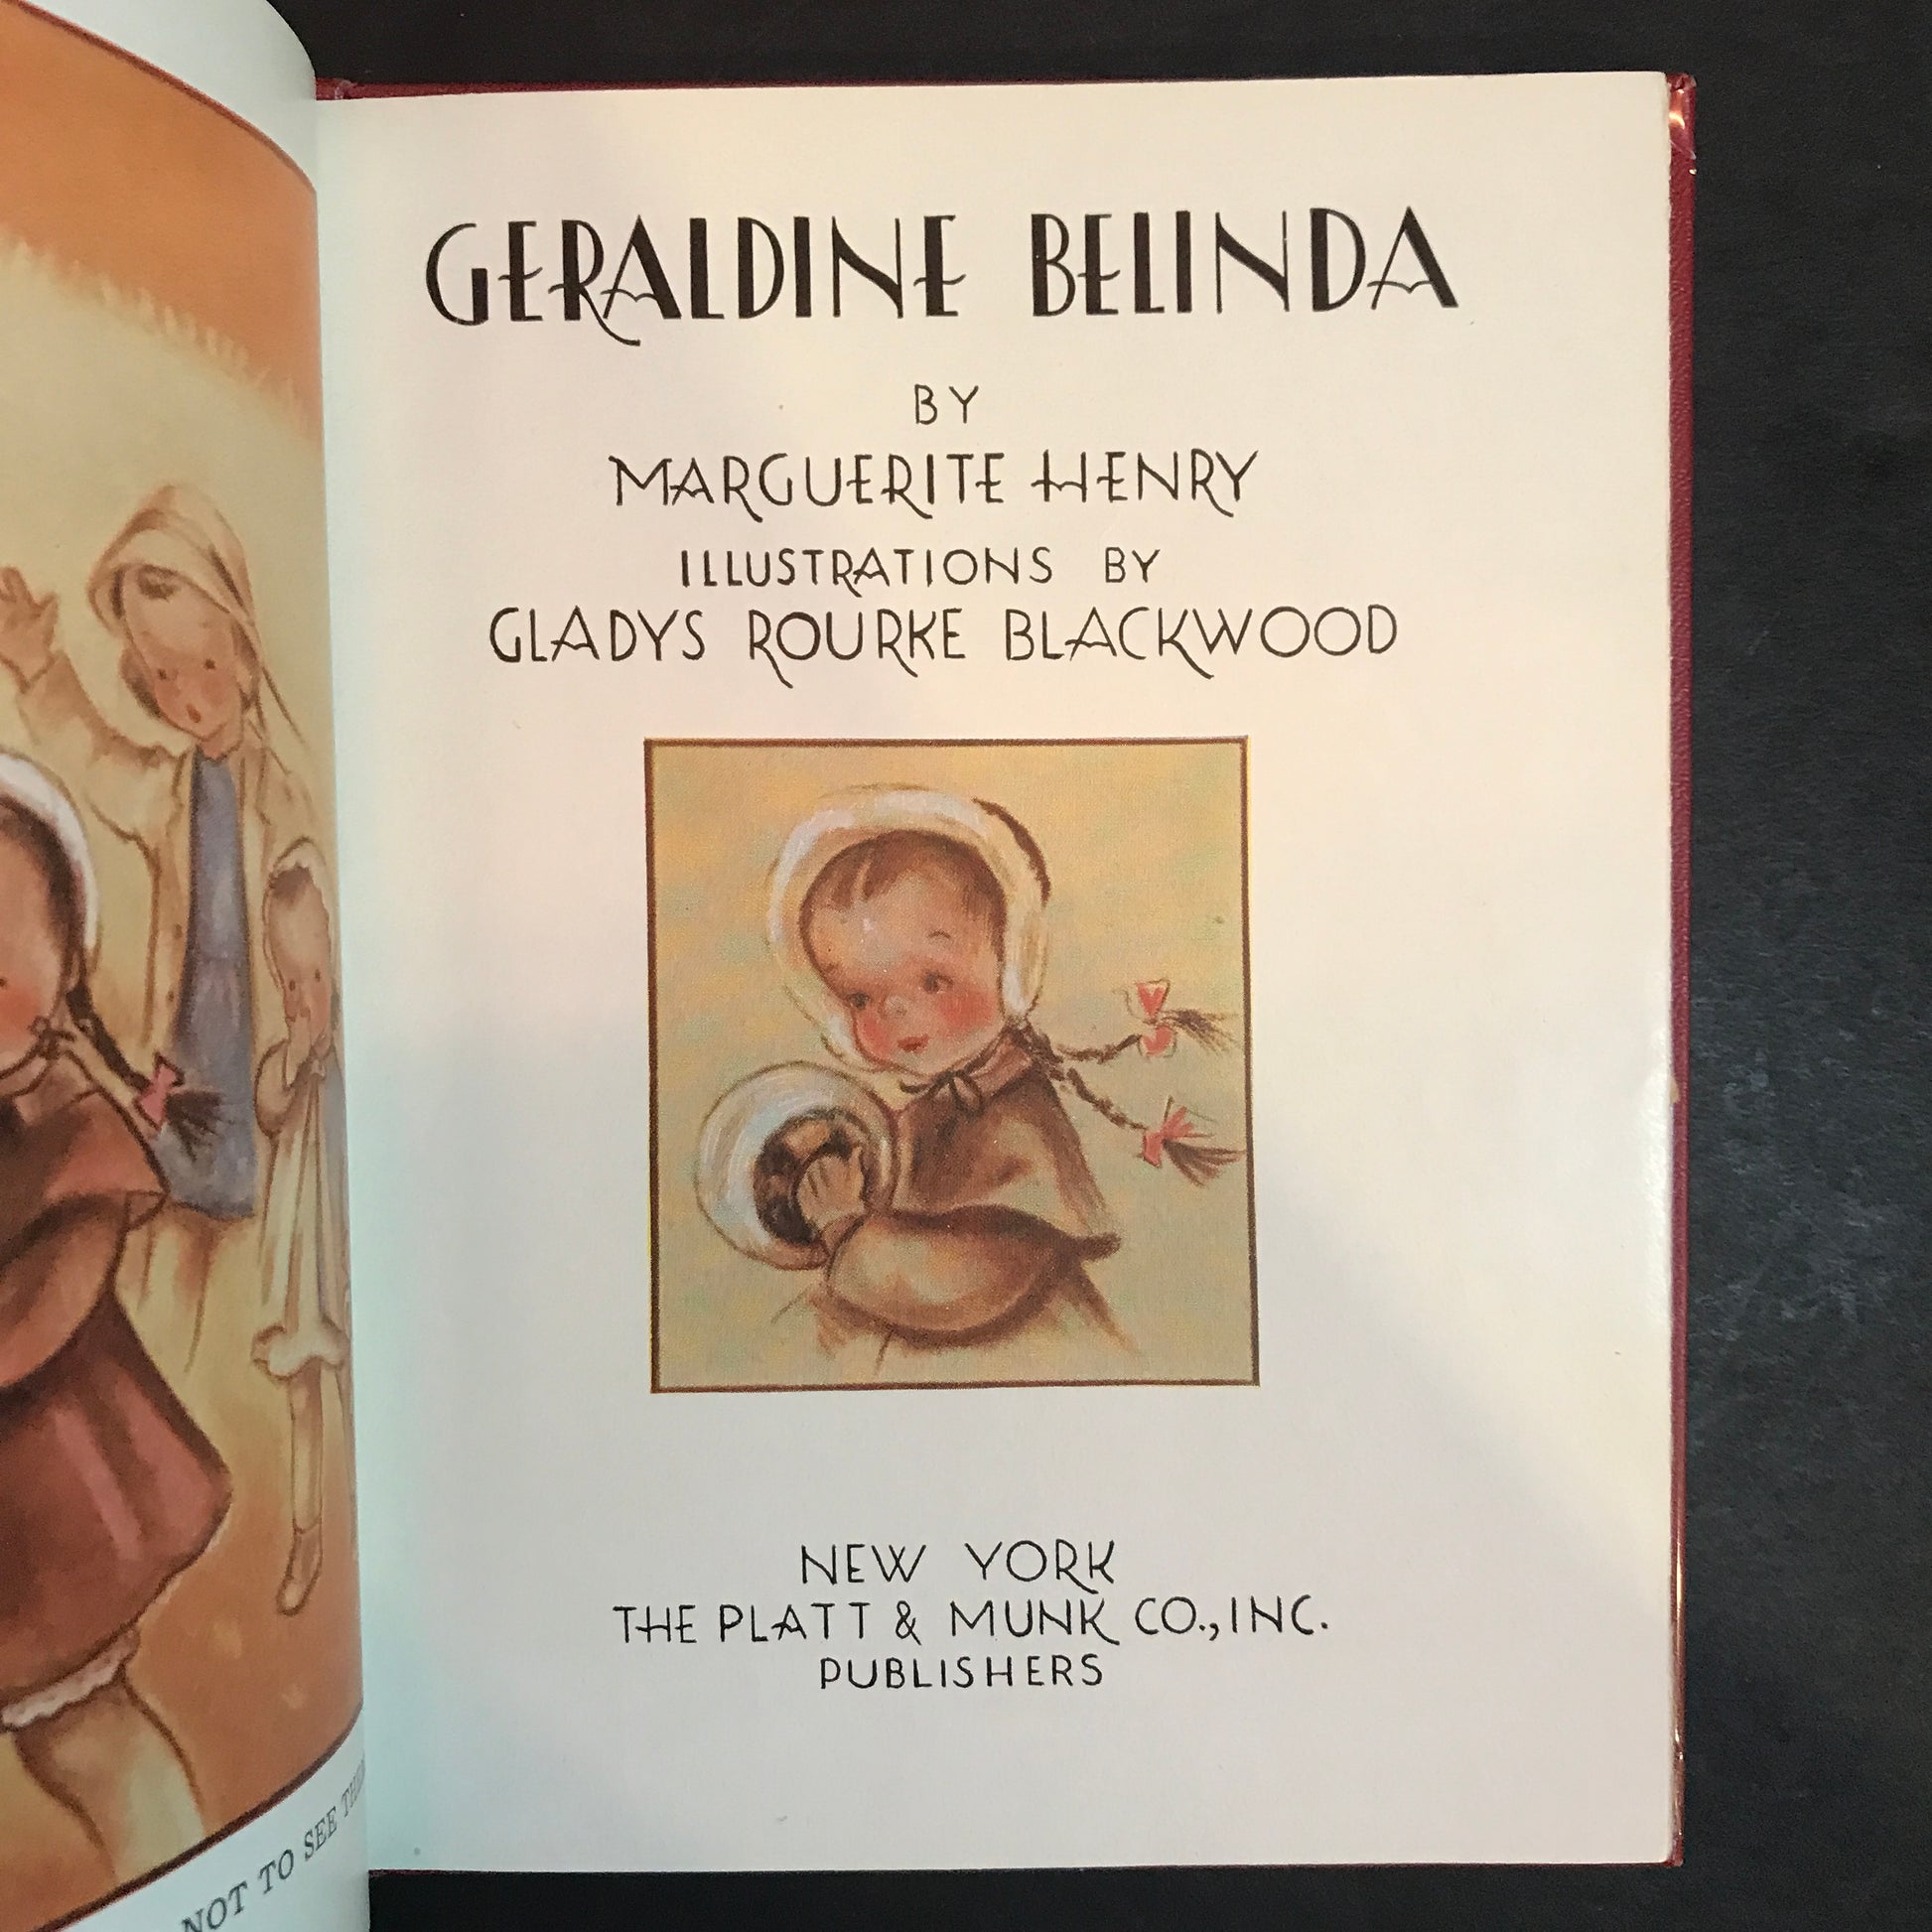 GERALDINE BELINDA
BY
MARGUERITE HENRY
ILLUSTRATIONS BY
GLADYS ROURKE BLACKWOOD
NEW YORK
THE PLATT & MUNK CO., INC.
PUBLISHERS
NOT TO SEE